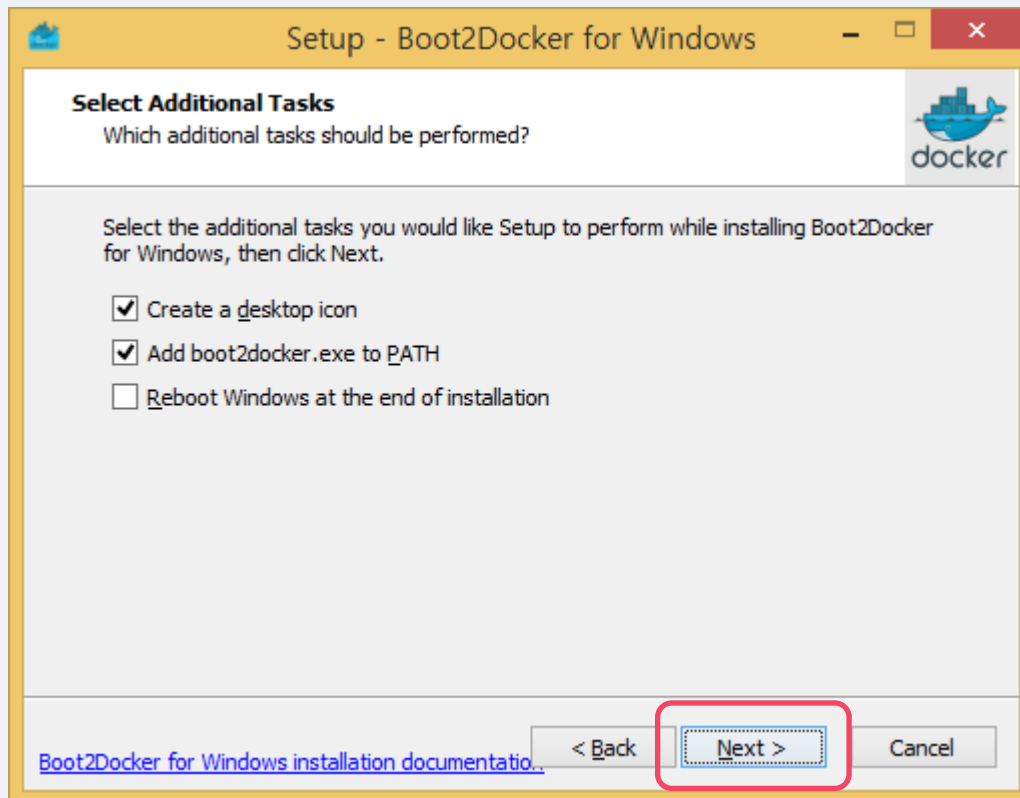 Setup - Boot2Docker for Windows
Select Additional Tasks
Which additional tasks should be performed?
docker
Select the additional tasks you would like Setup to perform while installing Boot2Docker
for Windows, then click Next.
Create a desktop icon
Add boot2docker.exe to PATH
Reboot Windows at the end of installation
Boot2Docker for Windows installation documentation
< Back
Next >
Cancel